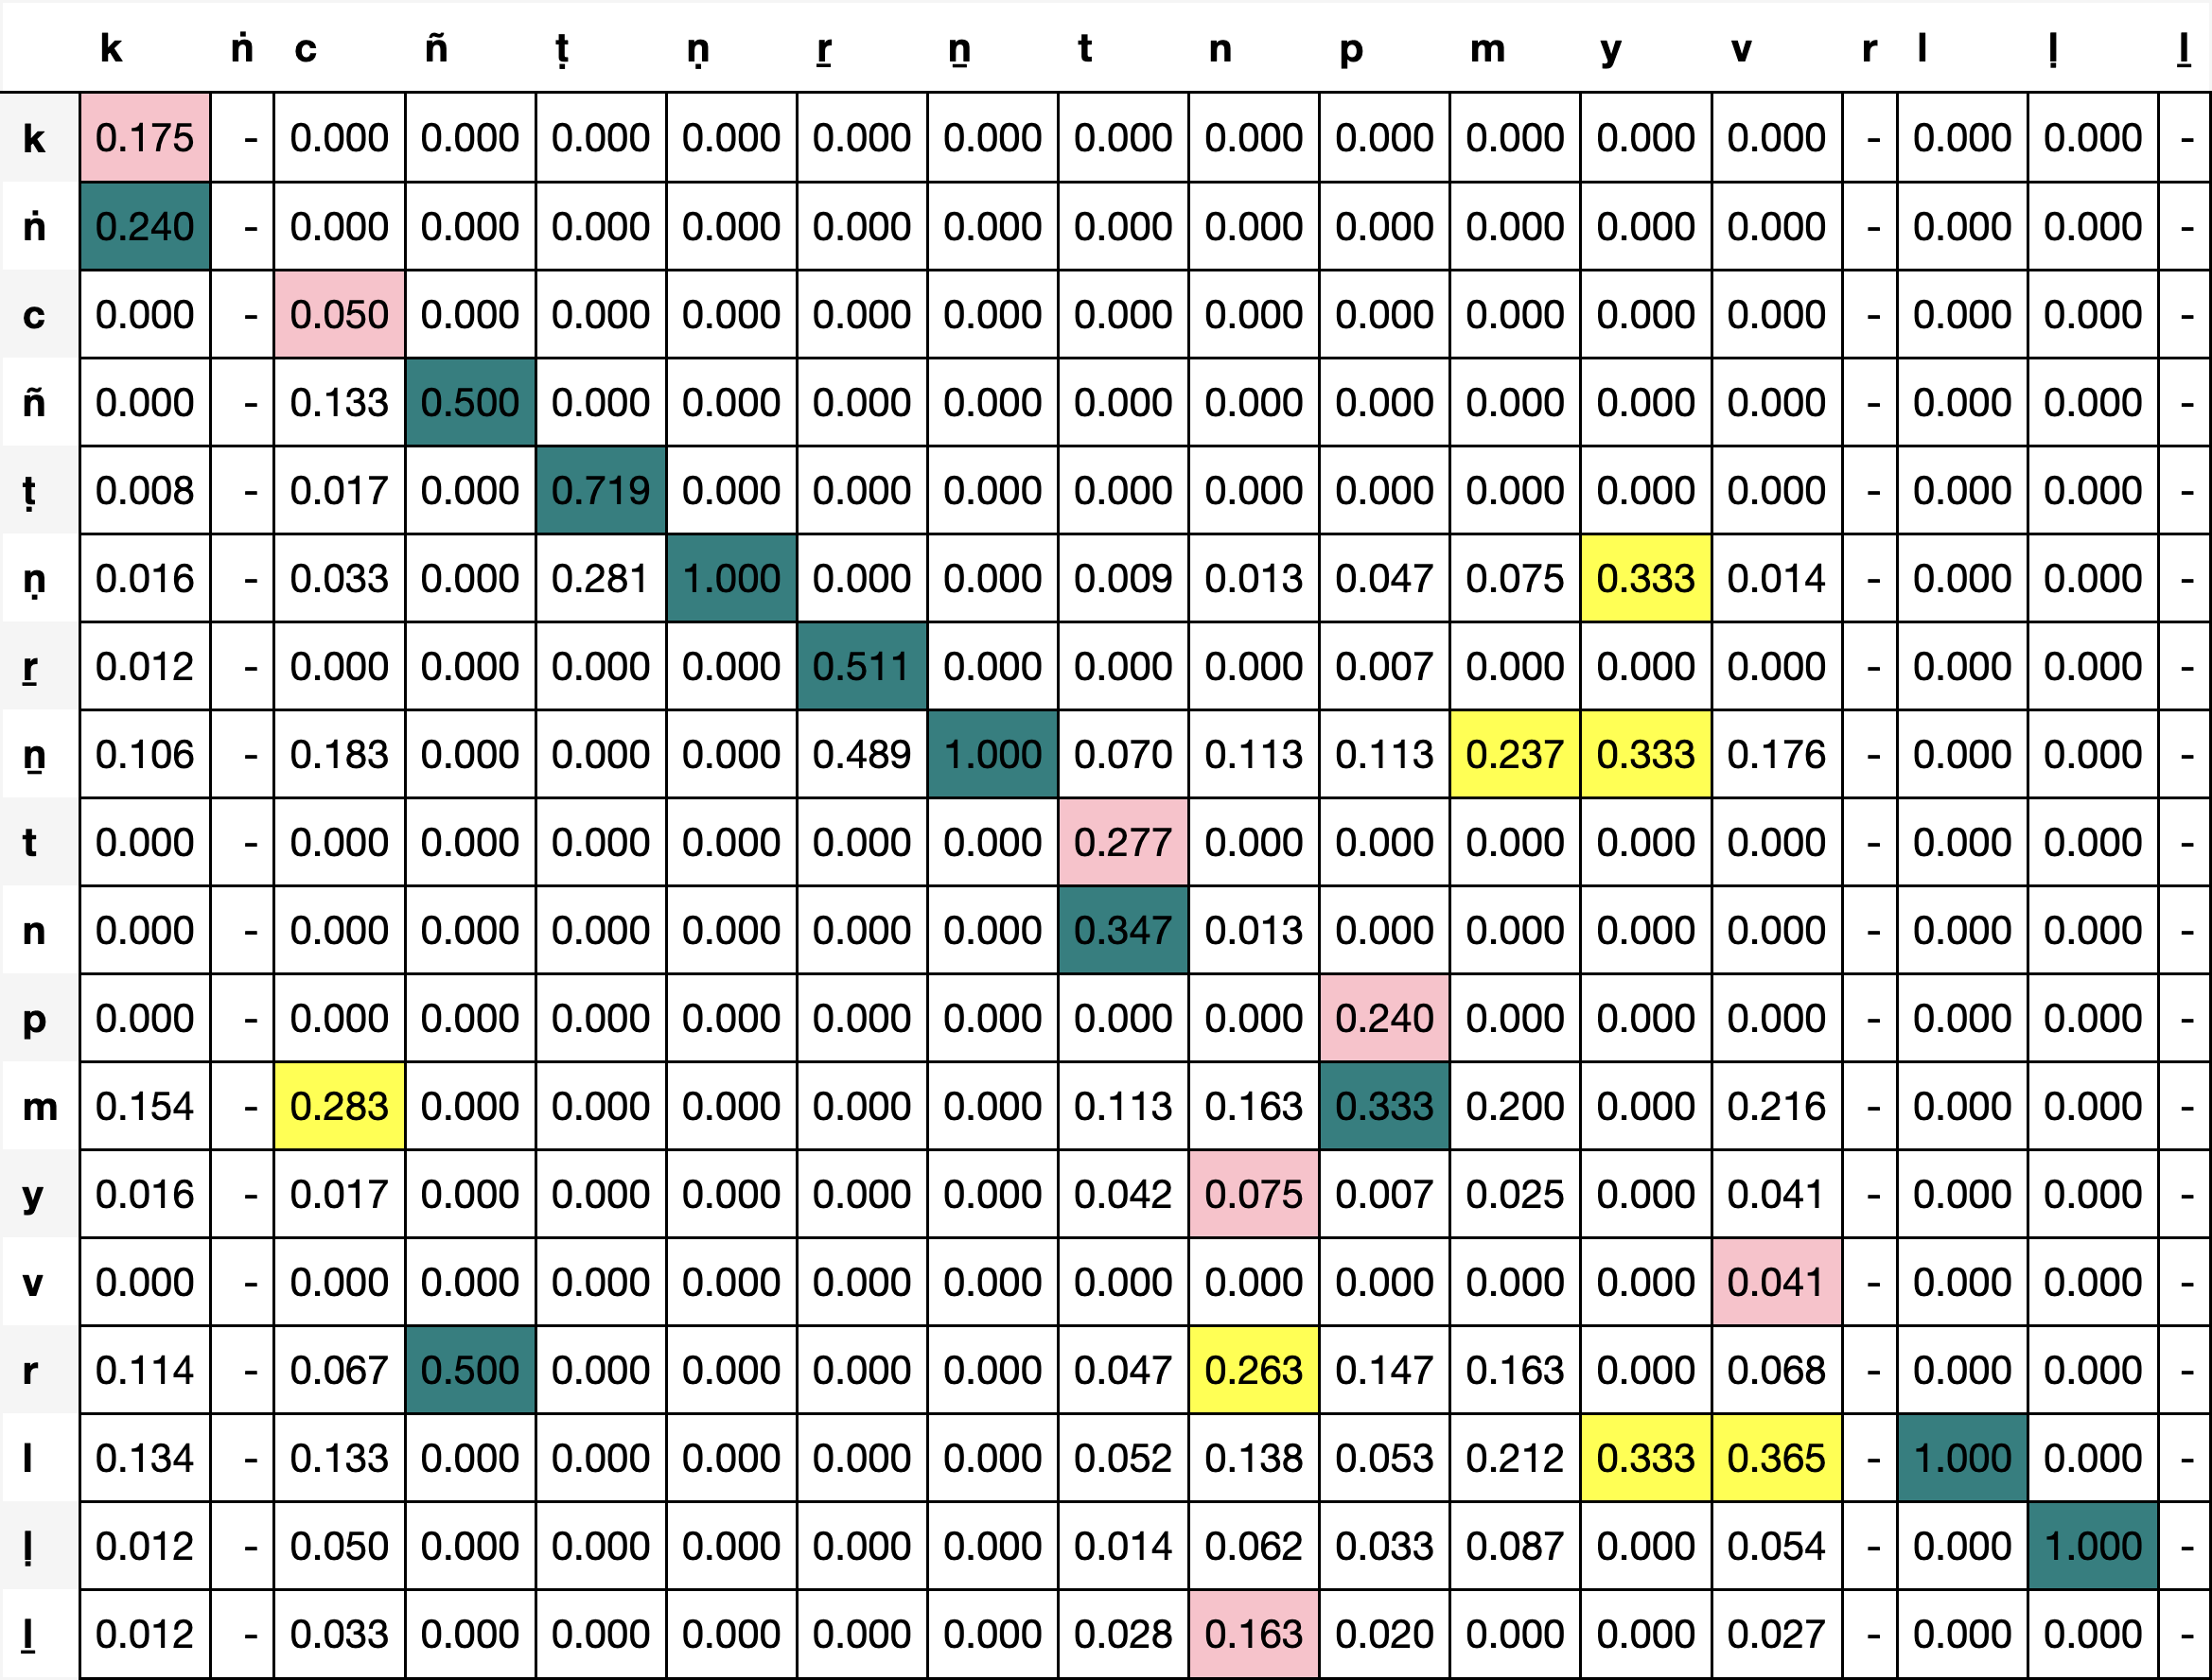 k ṅ c ñ ṭ ṇ ṟ ṉ t n p m y v r l ḷ ḻ
k 0.175 - 0.000 0.000 0.000 0.000 0.000 0.000 0.000 0.000 0.000 0.000 0.000 0.000 - 0.000 0.000 -
ṅ 0.240 - 0.000 0.000 0.000 0.000 0.000 0.000 0.000 0.000 0.000 0.000 0.000 0.000 - 0.000 0.000 -
c 0.000 - 0.050 0.000 0.000 0.000 0.000 0.000 0.000 0.000 0.000 0.000 0.000 0.000 - 0.000 0.000 -
ñ 0.000 - 0.133 0.500 0.000 0.000 0.000 0.000 0.000 0.000 0.000 0.000 0.000 0.000 - 0.000 0.000 -
ṭ 0.008 - 0.017 0.000 0.719 0.000 0.000 0.000 0.000 0.000 0.000 0.000 0.000 0.000 - 0.000 0.000 -
ṇ 0.016 - 0.033 0.000 0.281 1.000 0.000 0.000 0.009 0.013 0.047 0.075 0.333 0.014 - 0.000 0.000 -
ṟ 0.012 - 0.000 0.000 0.000 0.000 0.511 0.000 0.000 0.000 0.007 0.000 0.000 0.000 - 0.000 0.000 -
ṉ 0.106 - 0.183 0.000 0.000 0.000 0.489 1.000 0.070 0.113 0.113 0.237 0.333 0.176 - 0.000 0.000 -
t 0.000 - 0.000 0.000 0.000 0.000 0.000 0.000 0.277 0.000 0.000 0.000 0.000 0.000 - 0.000 0.000 -
n 0.000 - 0.000 0.000 0.000 0.000 0.000 0.000 0.347 0.013 0.000 0.000 0.000 0.000 - 0.000 0.000 -
p 0.000 - 0.000 0.000 0.000 0.000 0.000 0.000 0.000 0.000 0.240 0.000 0.000 0.000 - 0.000 0.000 -
m 0.154 - 0.283 0.000 0.000 0.000 0.000 0.000 0.113 0.163 0.333 0.200 0.000 0.216 - 0.000 0.000 -
y 0.016 - 0.017 0.000 0.000 0.000 0.000 0.000 0.042 0.075 0.007 0.025 0.000 0.041 - 0.000 0.000 -
v 0.000 - 0.000 0.000 0.000 0.000 0.000 0.000 0.000 0.000 0.000 0.000 0.000 0.041 - 0.000 0.000 -
r 0.114 - 0.067 0.500 0.000 0.000 0.000 0.000 0.047 0.263 0.147 0.163 0.000 0.068 - 0.000 0.000 -
l 0.134 - 0.133 0.000 0.000 0.000 0.000 0.000 0.052 0.138 0.053 0.212 0.333 0.365 - 1.000 0.000 -
ḷ 0.012 - 0.050 0.000 0.000 0.000 0.000 0.000 0.014 0.062 0.033 0.087 0.000 0.054 - 0.000 1.000 -
ḻ 0.012 - 0.033 0.000 0.000 0.000 0.000 0.000 0.028 0.163 0.020 0.000 0.000 0.027 - 0.000 0.000 -